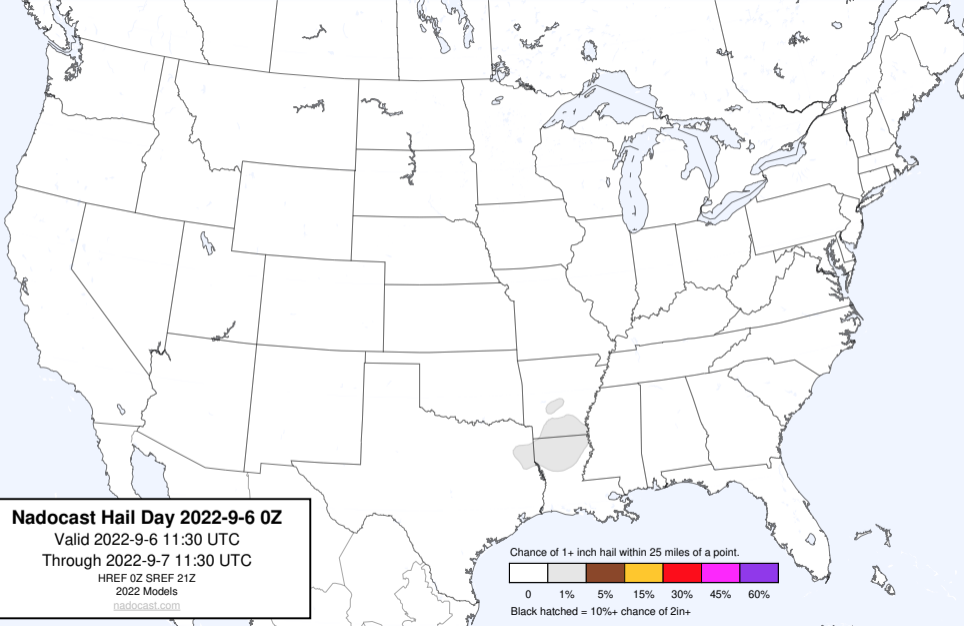 Nadocast Hail Day 2022-9-6 0Z
Valid 2022-9-6 11:30 UTC
Through 2022-9-7 11:30 UTC
HREF 0Z SREF 21Z
2022 Models
nadocast.com
Chance of 1+ inch hail within 25 miles of a point.
0 1% 5% 15% 30% 45% 60%
Black hatched = 10%+ chance of 2in+